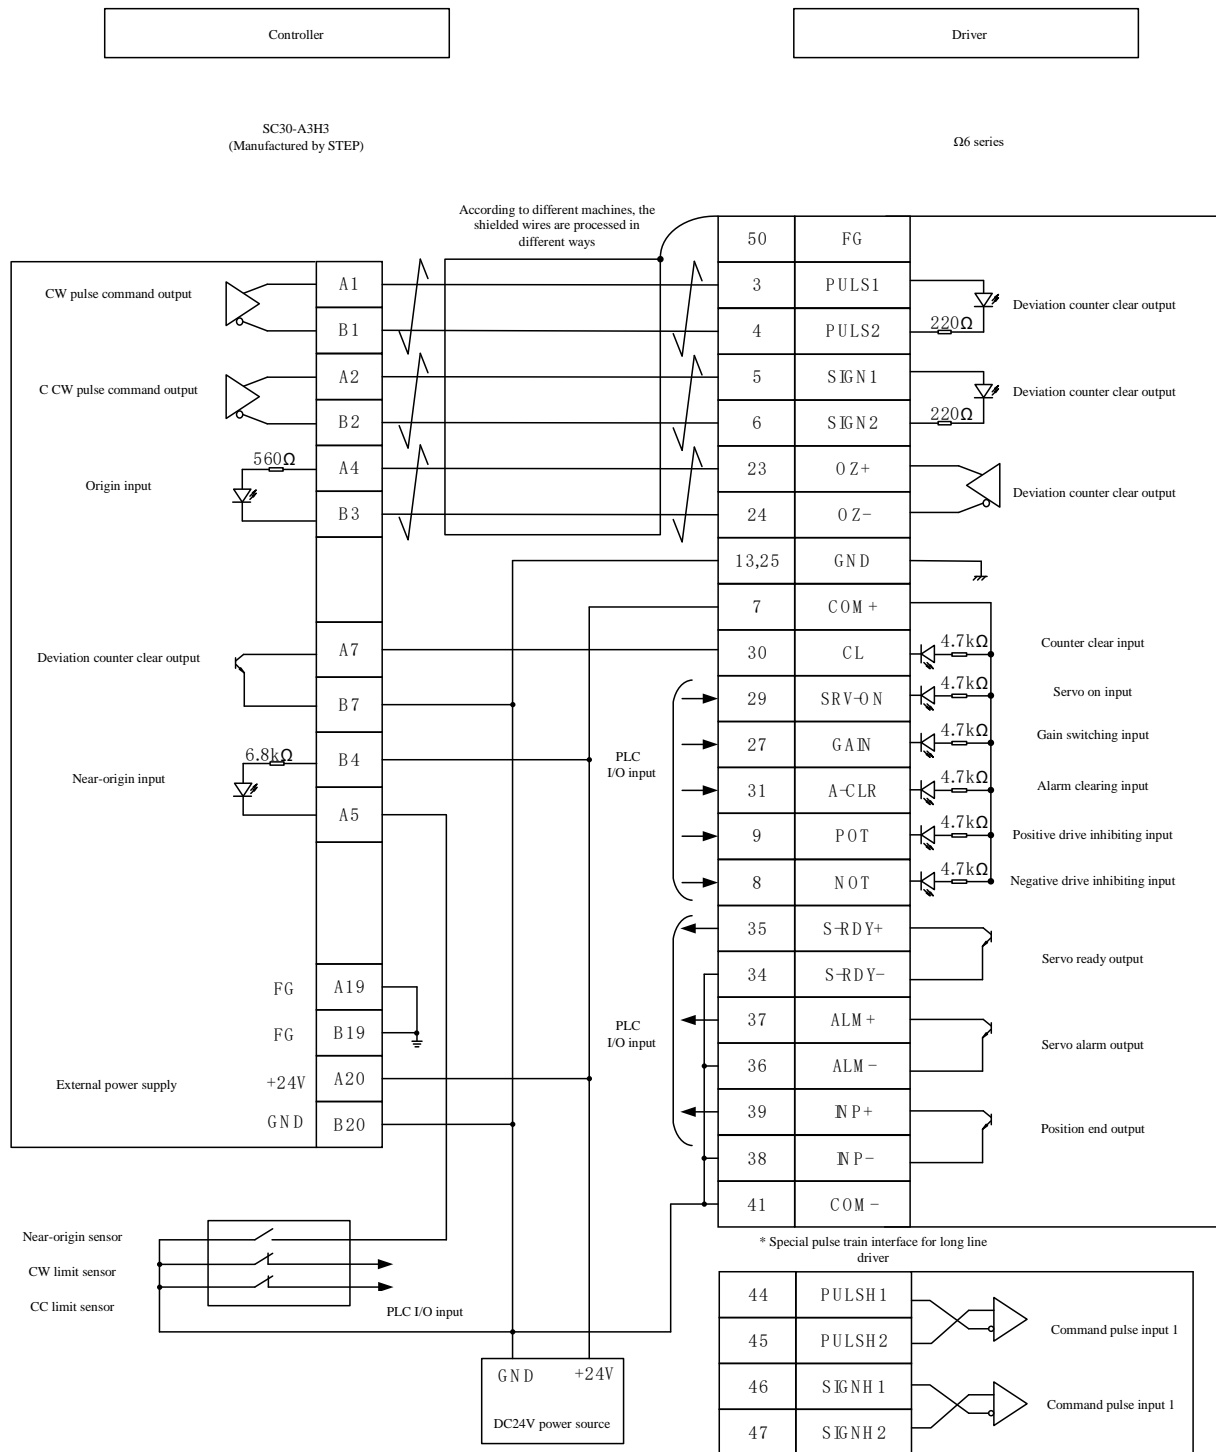 Controller
Driver
SC30-A3H3
(Manufactured by STEP)
Ω6 series
According to different machines, the
shielded wires are processed in
different ways
CW pulse command output
A1
B1
C CW pulse command output
A2
B2
560Ω
Origin input
A4
B3
Deviation counter clear output
A7
B7
6.8kΩ
Near-origin input
B4
A5
FG
A19
FG
B19
External power supply
+24V
A20
GND
B20
50
FG
3
PULS1
4
PULS2
220Ω
Deviation counter clear output
5
SIGN1
6
SIGN2
220Ω
Deviation counter clear output
23
OZ+
24
OZ-
Deviation counter clear output
13,25
GND
7
COM+
30
CL
4.7kΩ
Counter clear input
29
SRV-ON
4.7kΩ
Servo on input
27
GAIN
4.7kΩ
Gain switching input
31
A-CLR
4.7kΩ
Alarm clearing input
9
POT
4.7kΩ
Positive drive inhibiting input
8
NOT
4.7kΩ
Negative drive inhibiting input
PLC
I/O input
35
S-RDY+
34
S-RDY-
Servo ready output
37
ALM+
36
ALM-
Servo alarm output
39
INP+
38
INP-
Position end output
41
COM-
PLC
I/O input
Near-origin sensor
CW limit sensor
CC limit sensor
PLC I/O input
GND
+24V
DC24V power source
* Special pulse train interface for long line
driver
44
PULSH1
45
PULSH2
Command pulse input 1
46
SIGNH1
47
SIGNH2
Command pulse input 1